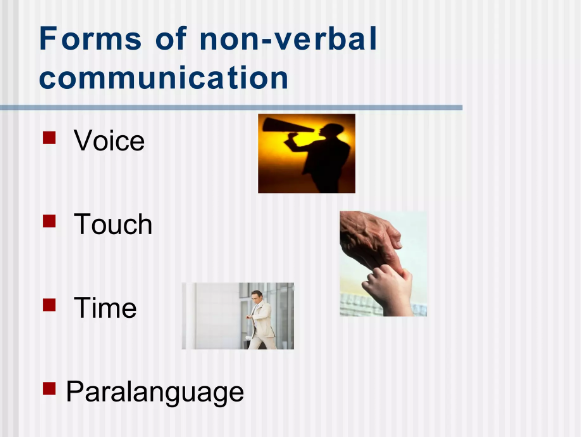 Forms of non-verbal
communication
Voice
Touch
Time
Paralanguage